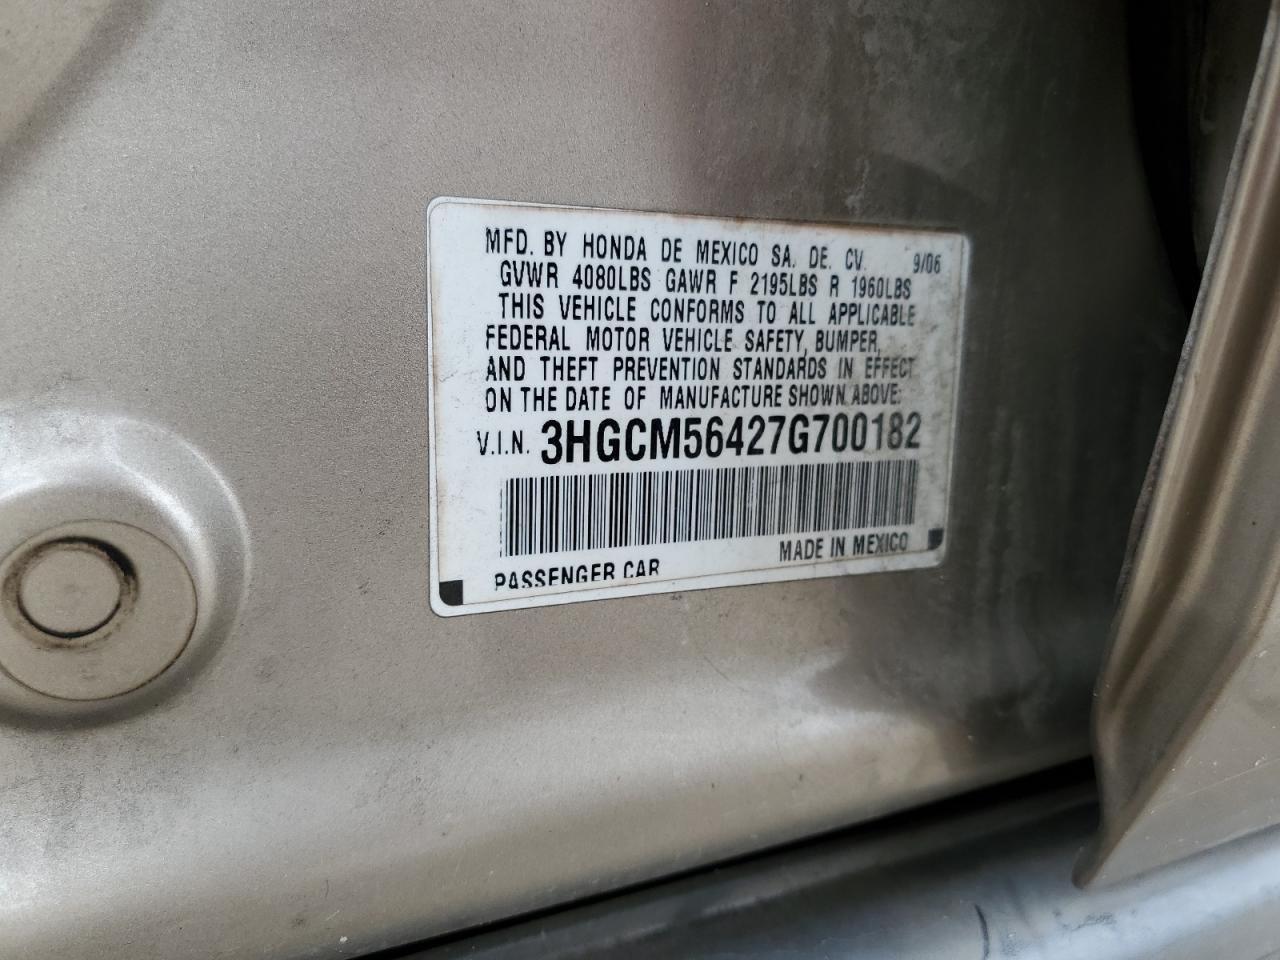 MFD. BY HONDA DE MEXICO SA. DE. CV. 9/06
GVWR 4080LBS GAWR F 2195LBS R 1960LBS
THIS VEHICLE CONFORMS TO ALL APPLICABLE
FEDERAL MOTOR VEHICLE SAFETY, BUMPER,
AND THEFT PREVENTION STANDARDS IN EFFECT
ON THE DATE OF MANUFACTURE SHOWN ABOVE:
V.I.N. 3HGCM56427G700182
PASSENGER CAR MADE IN MEXICO